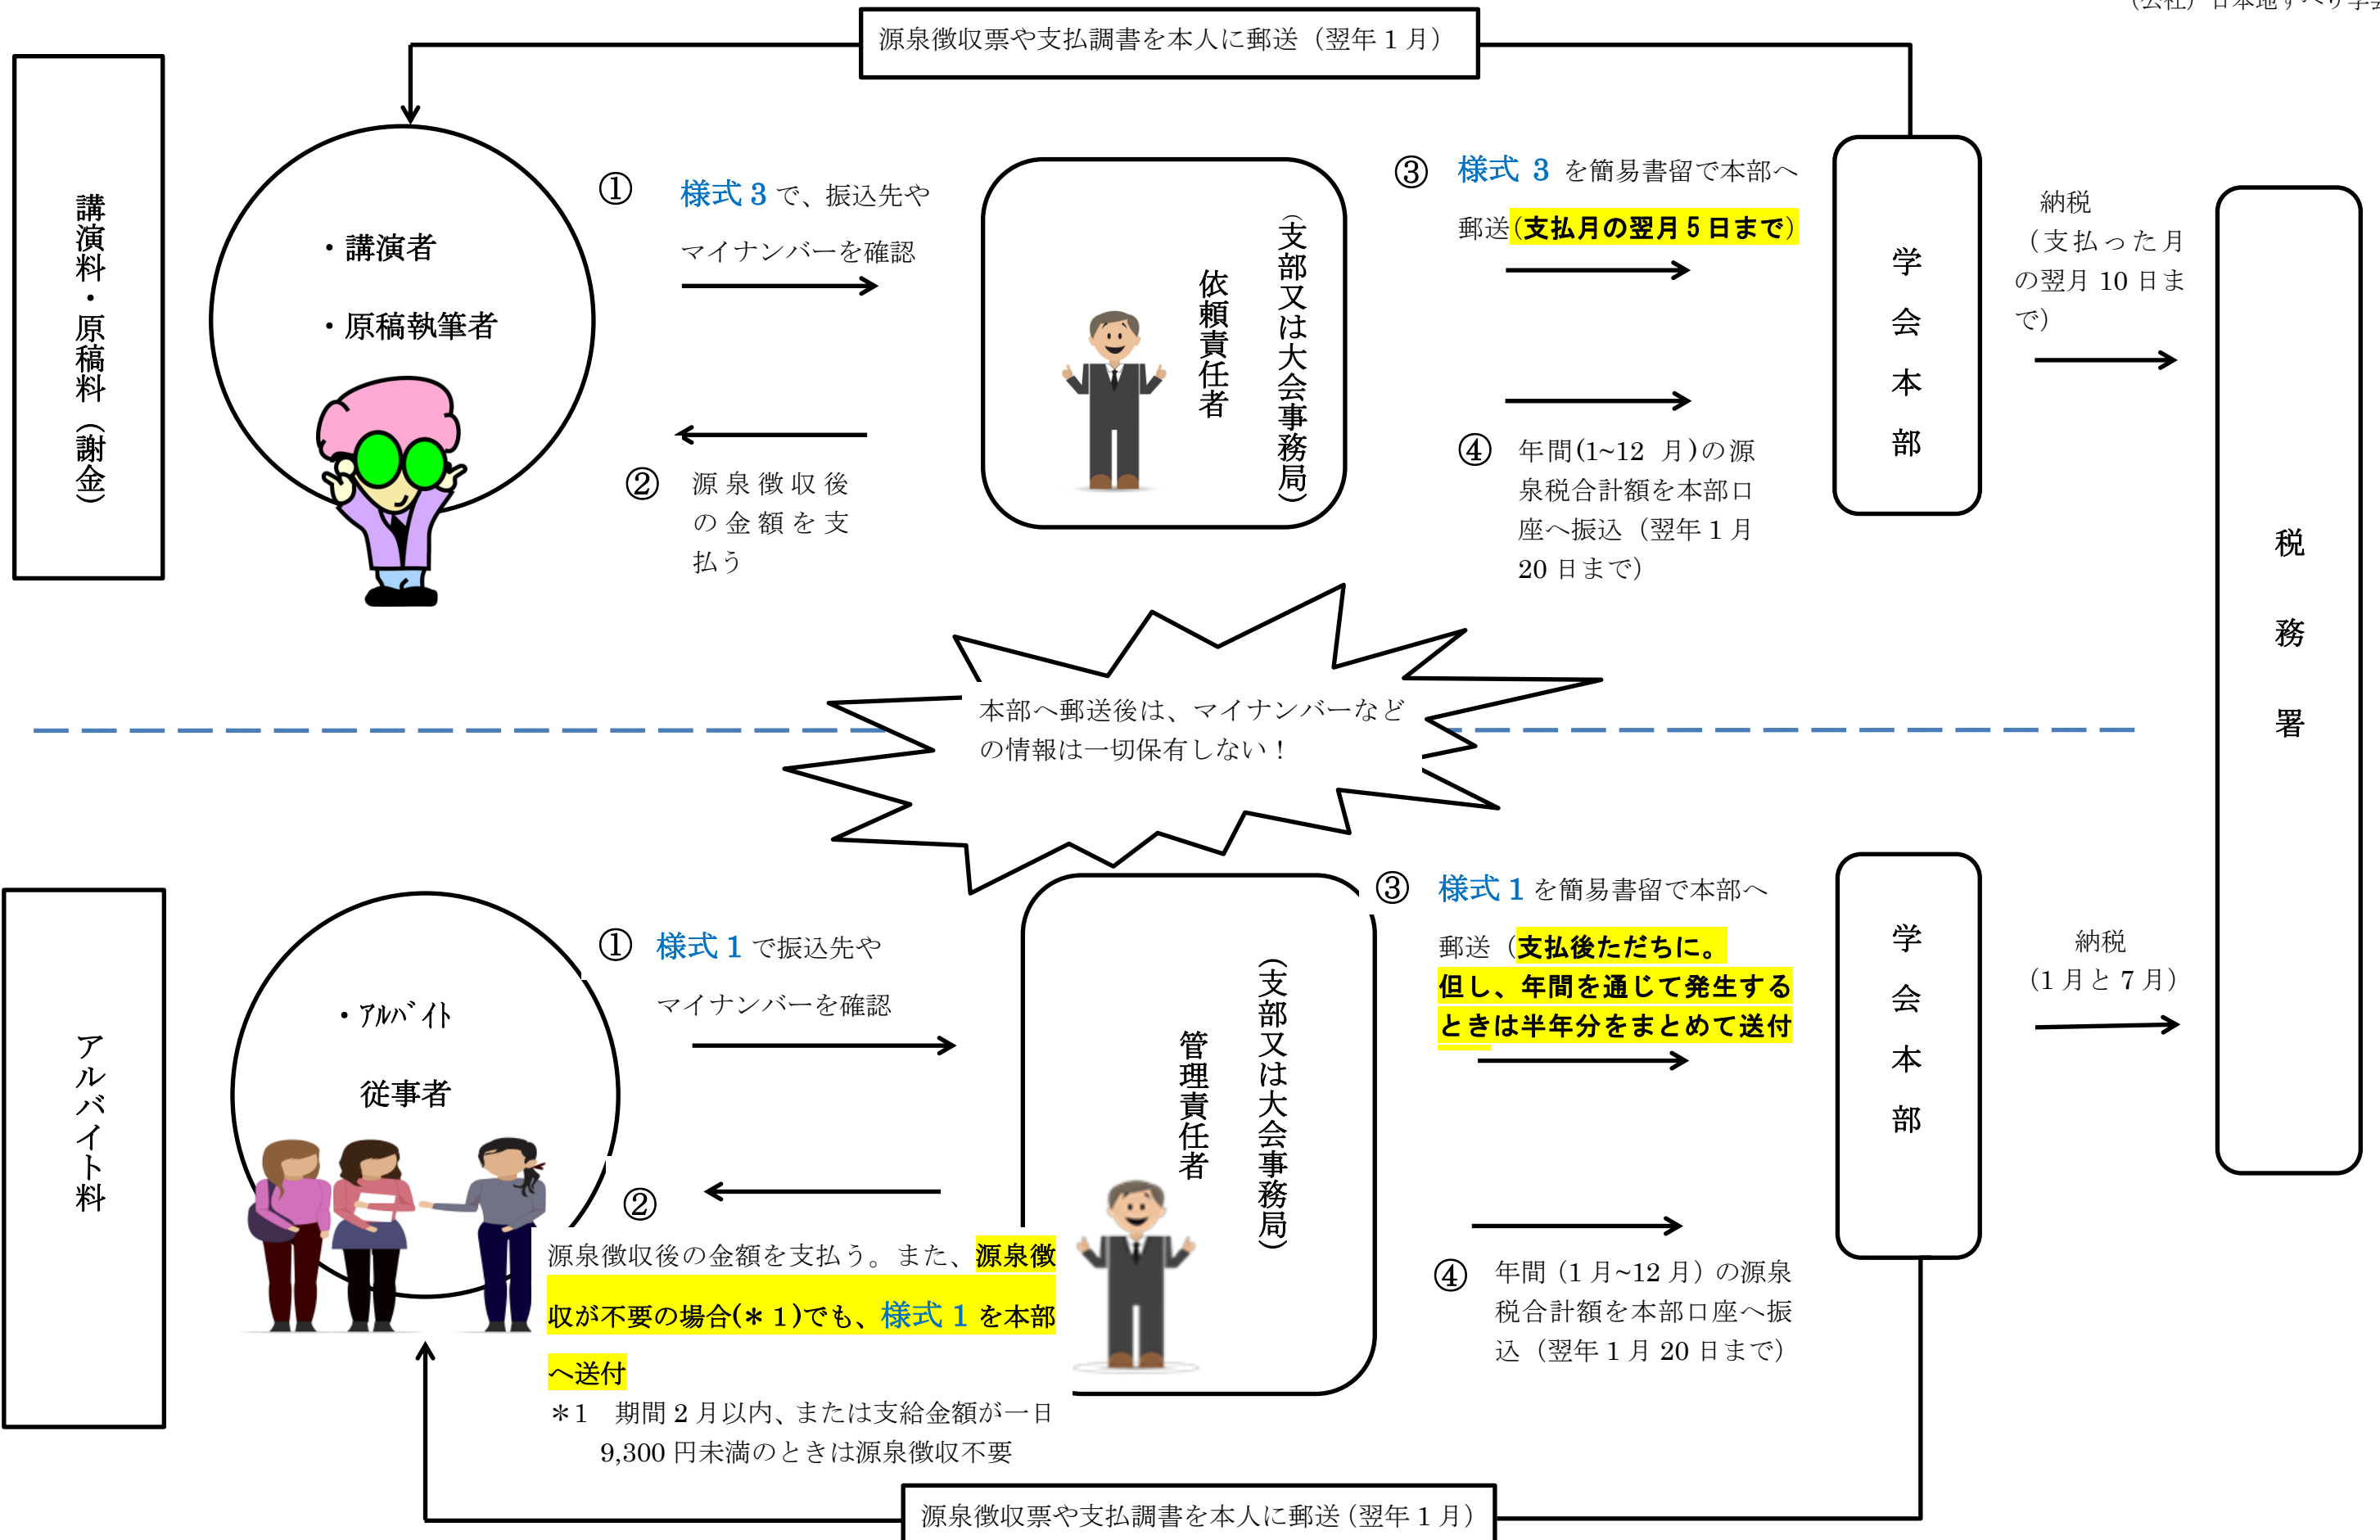 (公社) 日本地すべり学会
源泉徴収票や支払調書を本人に郵送（翌年 1 月）
講演料・原稿料（謝金）
・講演者
・原稿執筆者
① 様式 3 で、振込先や
マイナンバーを確認
② 源泉徴収後
の金額を支
払う
（支部又は大会事務局）
依頼責任者
③ 様式 3 を簡易書留で本部へ
郵送(支払月の翌月 5 日まで)
④ 年間(1~12 月)の源
泉税合計額を本部口
座へ振込（翌年 1 月
20 日まで）
学会本部
納税
（支払った月
の翌月 10 日ま
で）
税務署
本部へ郵送後は、マイナンバーなど
の情報は一切保有しない！
アルバイト料
・ｱﾙﾊﾞｲﾄ
従事者
① 様式 1 で振込先や
マイナンバーを確認
②
源泉徴収後の金額を支払う。また、源泉徴
収が不要の場合(＊1)でも、様式 1 を本部
へ送付
＊1　期間 2 月以内、または支給金額が一日
9,300 円未満のときは源泉徴収不要
（支部又は大会事務局）
管理責任者
③ 様式 1 を簡易書留で本部へ
郵送（支払後ただちに。
但し、年間を通じて発生する
ときは半年分をまとめて送付
④ 年間（1 月~12 月）の源泉
税合計額を本部口座へ振
込（翌年 1 月 20 日まで）
学会本部
納税
（1 月と 7 月）
源泉徴収票や支払調書を本人に郵送（翌年 1 月）